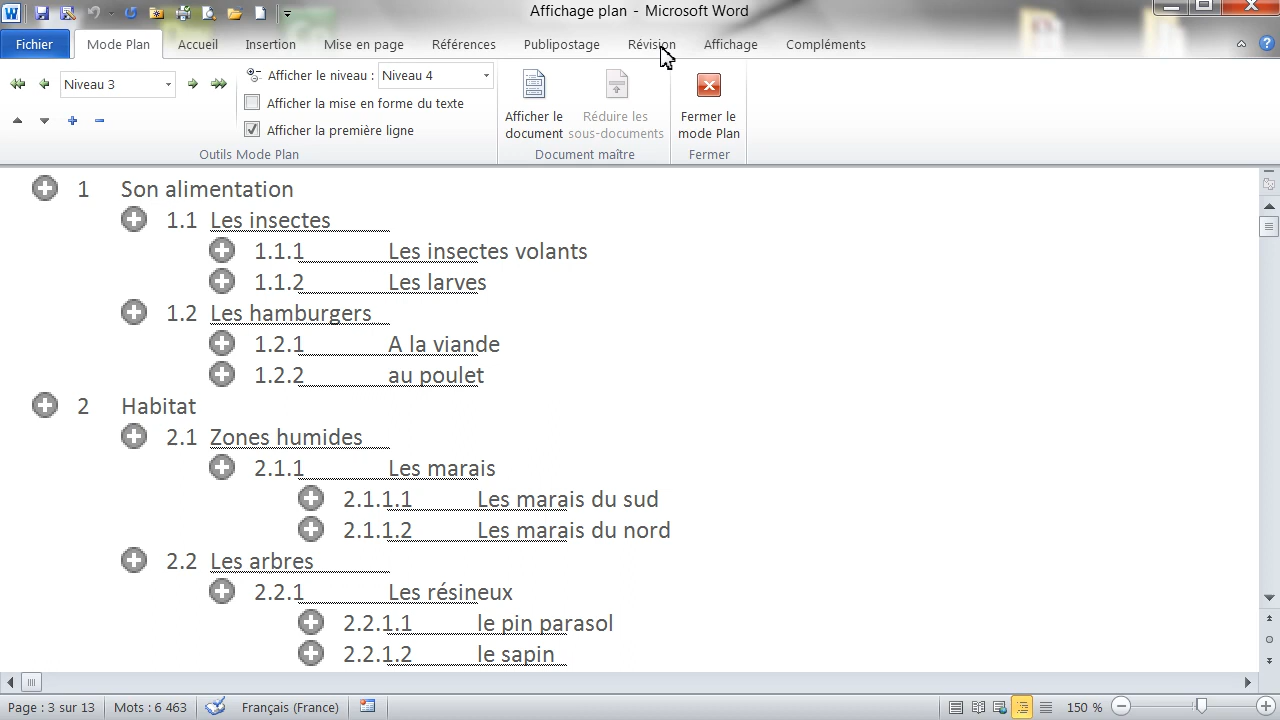 Affichage plan - Microsoft Word
Fichier Mode Plan Accueil Insertion Mise en page Références Publipostage Révision Affichage Compléments
Niveau 3
Afficher le niveau : Niveau 4
Afficher la mise en forme du texte
Afficher la première ligne
Outils Mode Plan
Afficher le document
Réduire les sous-documents
Document maître
Fermer le mode Plan
Fermer
1 Son alimentation
1.1 Les insectes
1.1.1 Les insectes volants
1.1.2 Les larves
1.2 Les hamburgers
1.2.1 A la viande
1.2.2 au poulet
2 Habitat
2.1 Zones humides
2.1.1 Les marais
2.1.1.1 Les marais du sud
2.1.1.2 Les marais du nord
2.2 Les arbres
2.2.1 Les résineux
2.2.1.1 le pin parasol
2.2.1.2 le sapin
Page : 3 sur 13 Mots : 6 463 Français (France) 150 %